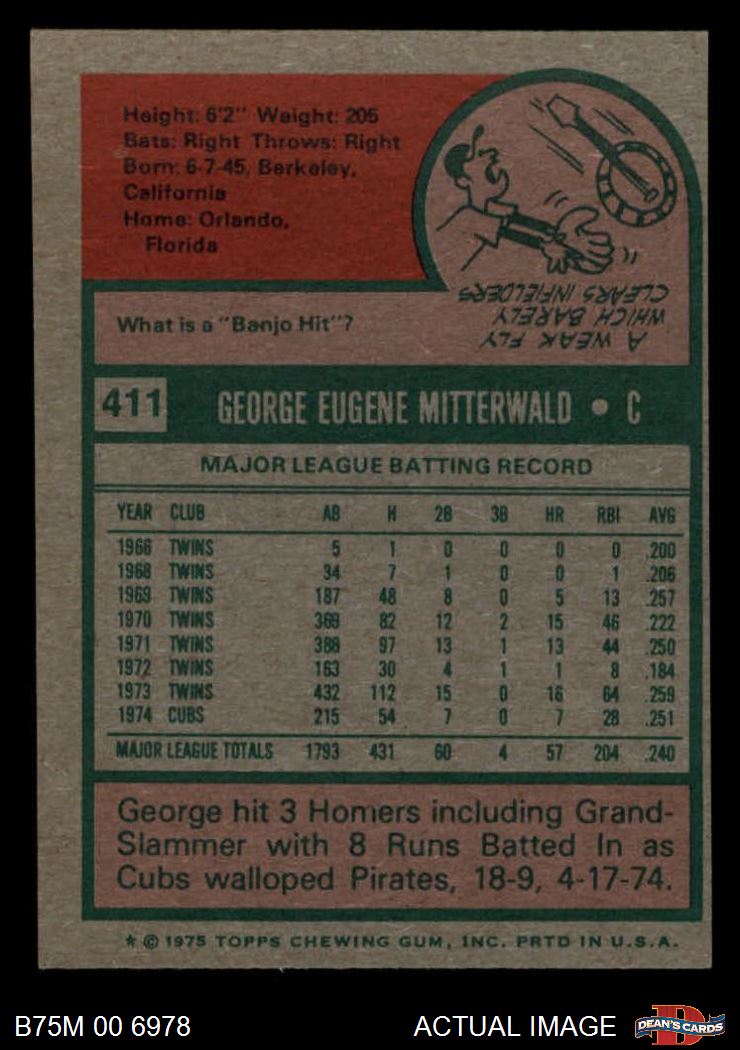 Height: 6'2" Weight: 205
Bats: Right Throws: Right
Born: 6-7-45, Berkeley,
California
Home: Orlando,
Florida
What is a "Banjo Hit"?
A WEAK FLY
WHICH BARELY
CLEARS INFIELDERS
411 GEORGE EUGENE MITTERWALD • C
MAJOR LEAGUE BATTING RECORD
YEAR CLUB AB H 2B 3B HR RBI AVG
1966 TWINS 5 1 0 0 0 0 .200
1968 TWINS 34 7 1 0 0 1 .206
1969 TWINS 187 48 8 0 5 13 .257
1970 TWINS 369 82 12 2 15 46 .222
1971 TWINS 388 97 13 1 13 44 .250
1972 TWINS 163 30 4 1 1 8 .184
1973 TWINS 432 112 15 0 16 64 .259
1974 CUBS 215 54 7 0 7 28 .251
MAJOR LEAGUE TOTALS 1793 431 60 4 57 204 .240
George hit 3 Homers including Grand-
Slammer with 8 Runs Batted In as
Cubs walloped Pirates, 18-9, 4-17-74.
* © 1975 TOPPS CHEWING GUM, INC. PRTD IN U.S.A.
B75M 00 6978 ACTUAL IMAGE D DEAN'S CARDS